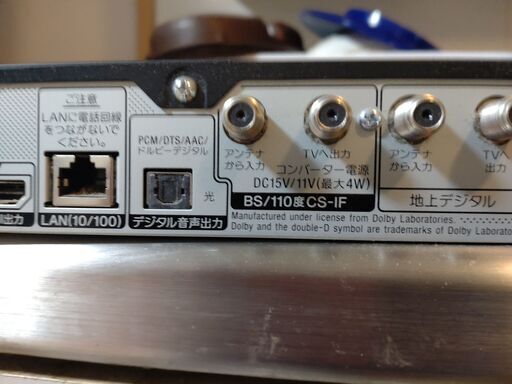 ご注意
LANに電話回線
をつながないで
ください。
LAN(10/100)
PCM/DTS/AAC/
ドルビーデジタル
光
デジタル音声出力
アンテナ
から入力
TVへ
出力
コンバーター電源
DC15V/11V(最大4W)
BS/110度CS-IF
アンテナ
から入力
TVへ
出力
地上デジタル
Manufactured under license from Dolby Laboratories.
Dolby and the double-D symbol are trademarks of Dolby